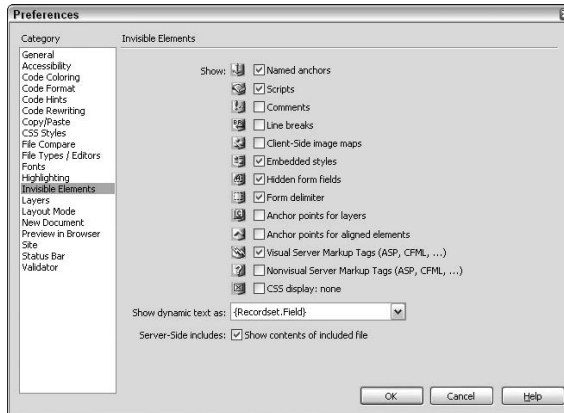 Preferences
Category
General
Accessibility
Code Coloring
Code Format
Code Hints
Code Rewriting
Copy/Paste
CSS Styles
File Compare
File Types / Editors
Fonts
Highlighting
Invisible Elements
Layers
Layout Mode
New Document
Preview in Browser
Site
Status Bar
Validator
Invisible Elements
Show: Named anchors
Scripts
Comments
Line breaks
Client-Side image maps
Embedded styles
Hidden form fields
Form delimiter
Anchor points for layers
Anchor points for aligned elements
Visual Server Markup Tags (ASP, CFML, ...)
Nonvisual Server Markup Tags (ASP, CFML, ...)
CSS display: none
Show dynamic text as: {Recordset.Field}
Server-Side includes: Show contents of included file
OK Cancel Help